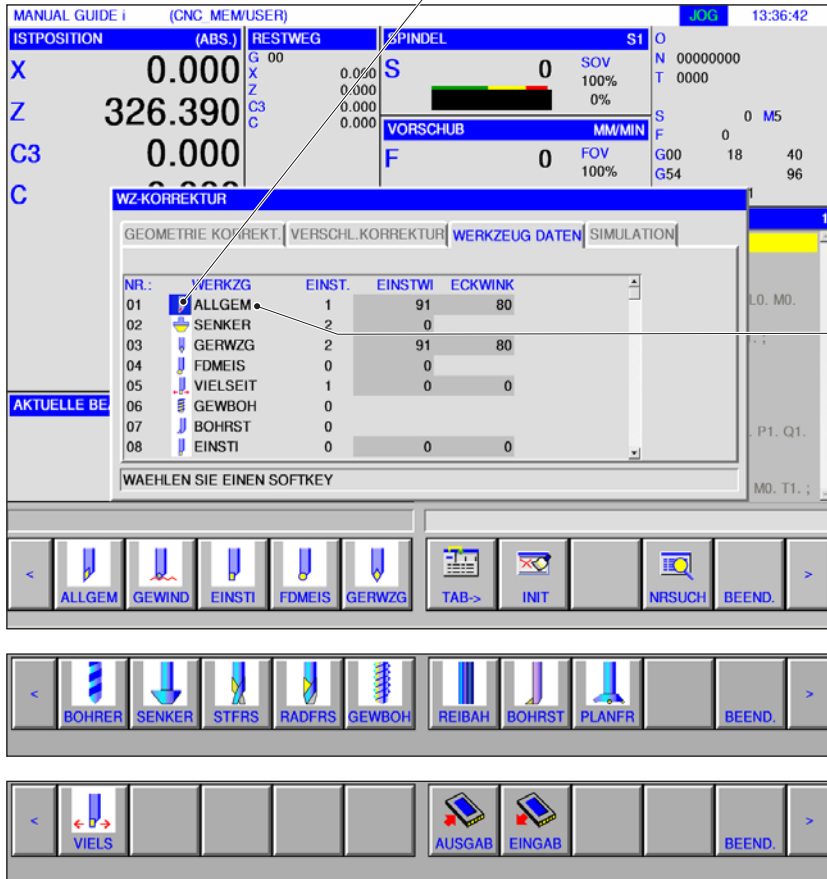 MANUAL GUIDE i (CNC_MEM/USER) JOG 13:36:42
ISTPOSITION (ABS.) RESTWEG SPINDEL S1 O
G 00 N 00000000
X 0.000 X 0.000 S 0 SOV T 0000
Z 0.000 100%
Z 326.390 C3 0.000 0% S 0 M5
C 0.000 VORSCHUB MM/MIN F 0
C3 0.000 F 0 FOV G00 18 40
100% G54 96
C
WZ-KORREKTUR
GEOMETRIE KORREKT. VERSCHL.KORREKTUR WERKZEUG DATEN SIMULATION
NR.: WERKZG EINST. EINSTWI ECKWINK
01 ALLGEM 1 91 80
02 SENKER 2 0
03 GERWZG 2 91 80
04 FDMEIS 0 0
05 VIELSEIT 1 0 0
06 GEWBOH 0
07 BOHRST 0
08 EINSTI 0 0 0
WAEHLEN SIE EINEN SOFTKEY
AKTUELLE BEA
L0. M0.
. ;
. P1. Q1.
M0. T1. ;
< ALLGEM GEWIND EINSTI FDMEIS GERWZG TAB-> INIT NRSUCH BEEND. >
< BOHRER SENKER STFRS RADFRS GEWBOH REIBAH BOHRST PLANFR BEEND. >
< VIELS AUSGAB EINGAB BEEND. >